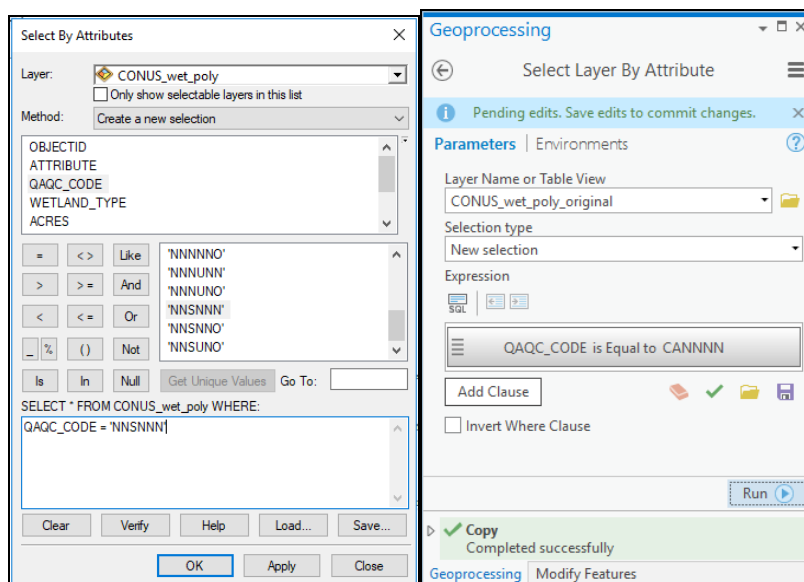 Select By Attributes
Layer:
CONUS_wet_poly
Only show selectable layers in this list
Method:
Create a new selection
OBJECTID
ATTRIBUTE
QAQC_CODE
WETLAND_TYPE
ACRES
= < > Like
> > = And
< < = Or
_ % ( ) Not
'NNNNNO'
'NNNUNN'
'NNNUNO'
'NNSNNN'
'NNSNNO'
'NNSUNO'
Is In Null Get Unique Values Go To:
SELECT * FROM CONUS_wet_poly WHERE:
QAQC_CODE = 'NNSNNN'
Clear Verify Help Load... Save...
OK Apply Close
Geoprocessing
Select Layer By Attribute
Pending edits. Save edits to commit changes.
Parameters | Environments
Layer Name or Table View
CONUS_wet_poly_original
Selection type
New selection
Expression
SQL
QAQC_CODE is Equal to CANNNN
Add Clause
Invert Where Clause
Run
Copy
Completed successfully
Geoprocessing Modify Features